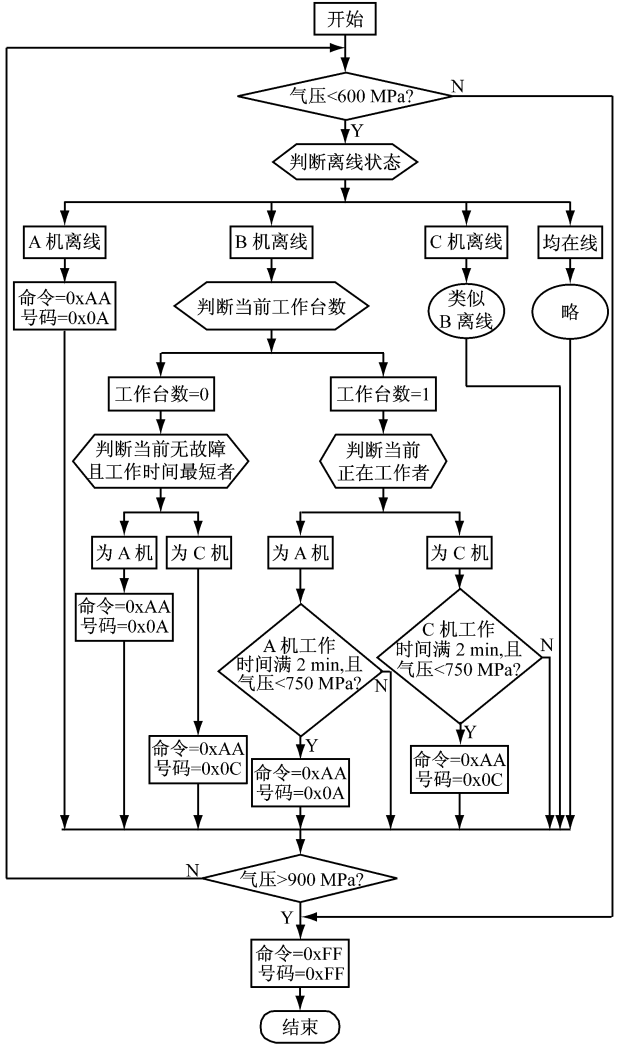 开始
气压<600 MPa?
N
Y
判断离线状态
A 机离线
B 机离线
C 机离线
均在线
命令=0xAA
号码=0x0A
判断当前工作台数
类似
B 离线
略
工作台数=0
工作台数=1
判断当前无故障
且工作时间最短者
判断当前
正在工作者
为 A 机
为 C 机
为 A 机
为 C 机
命令=0xAA
号码=0x0A
A 机工作
时间满 2 min,且
气压<750 MPa?
N
Y
C 机工作
时间满 2 min,且
气压<750 MPa?
N
Y
命令=0xAA
号码=0x0C
命令=0xAA
号码=0x0A
命令=0xAA
号码=0x0C
N
气压>900 MPa?
Y
命令=0xFF
号码=0xFF
结束